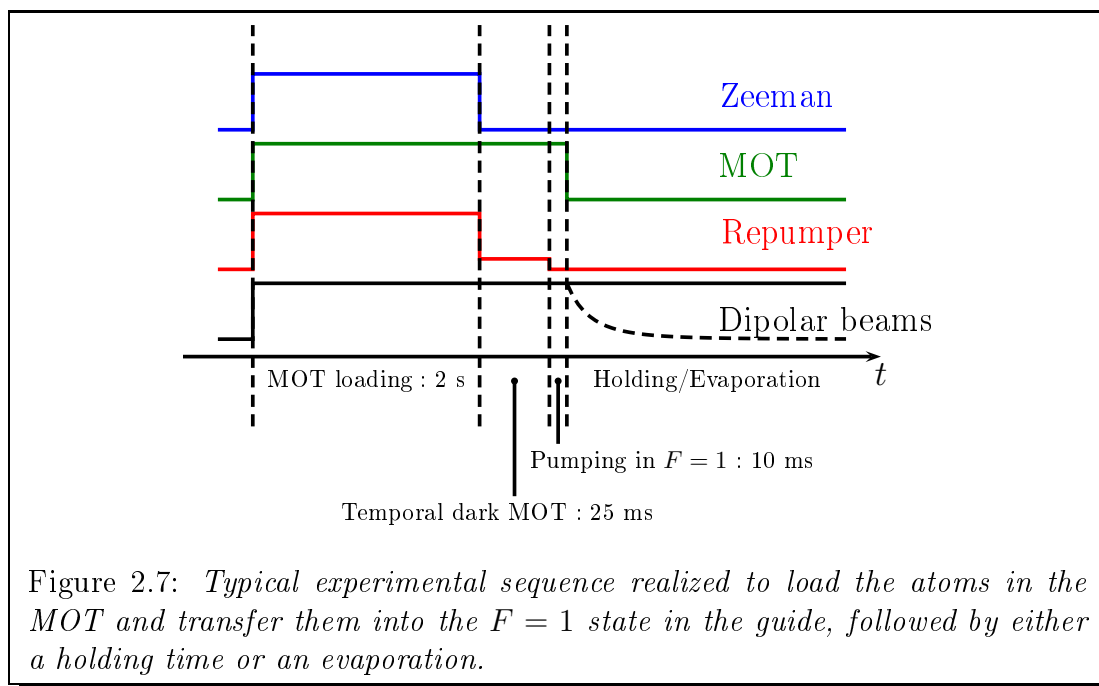 Zeeman
MOT
Repumper
Dipolar beams
MOT loading : 2 s
Holding/Evaporation
t
Pumping in F = 1 : 10 ms
Temporal dark MOT : 25 ms
Figure 2.7: Typical experimental sequence realized to load the atoms in the
MOT and transfer them into the F = 1 state in the guide, followed by either
a holding time or an evaporation.